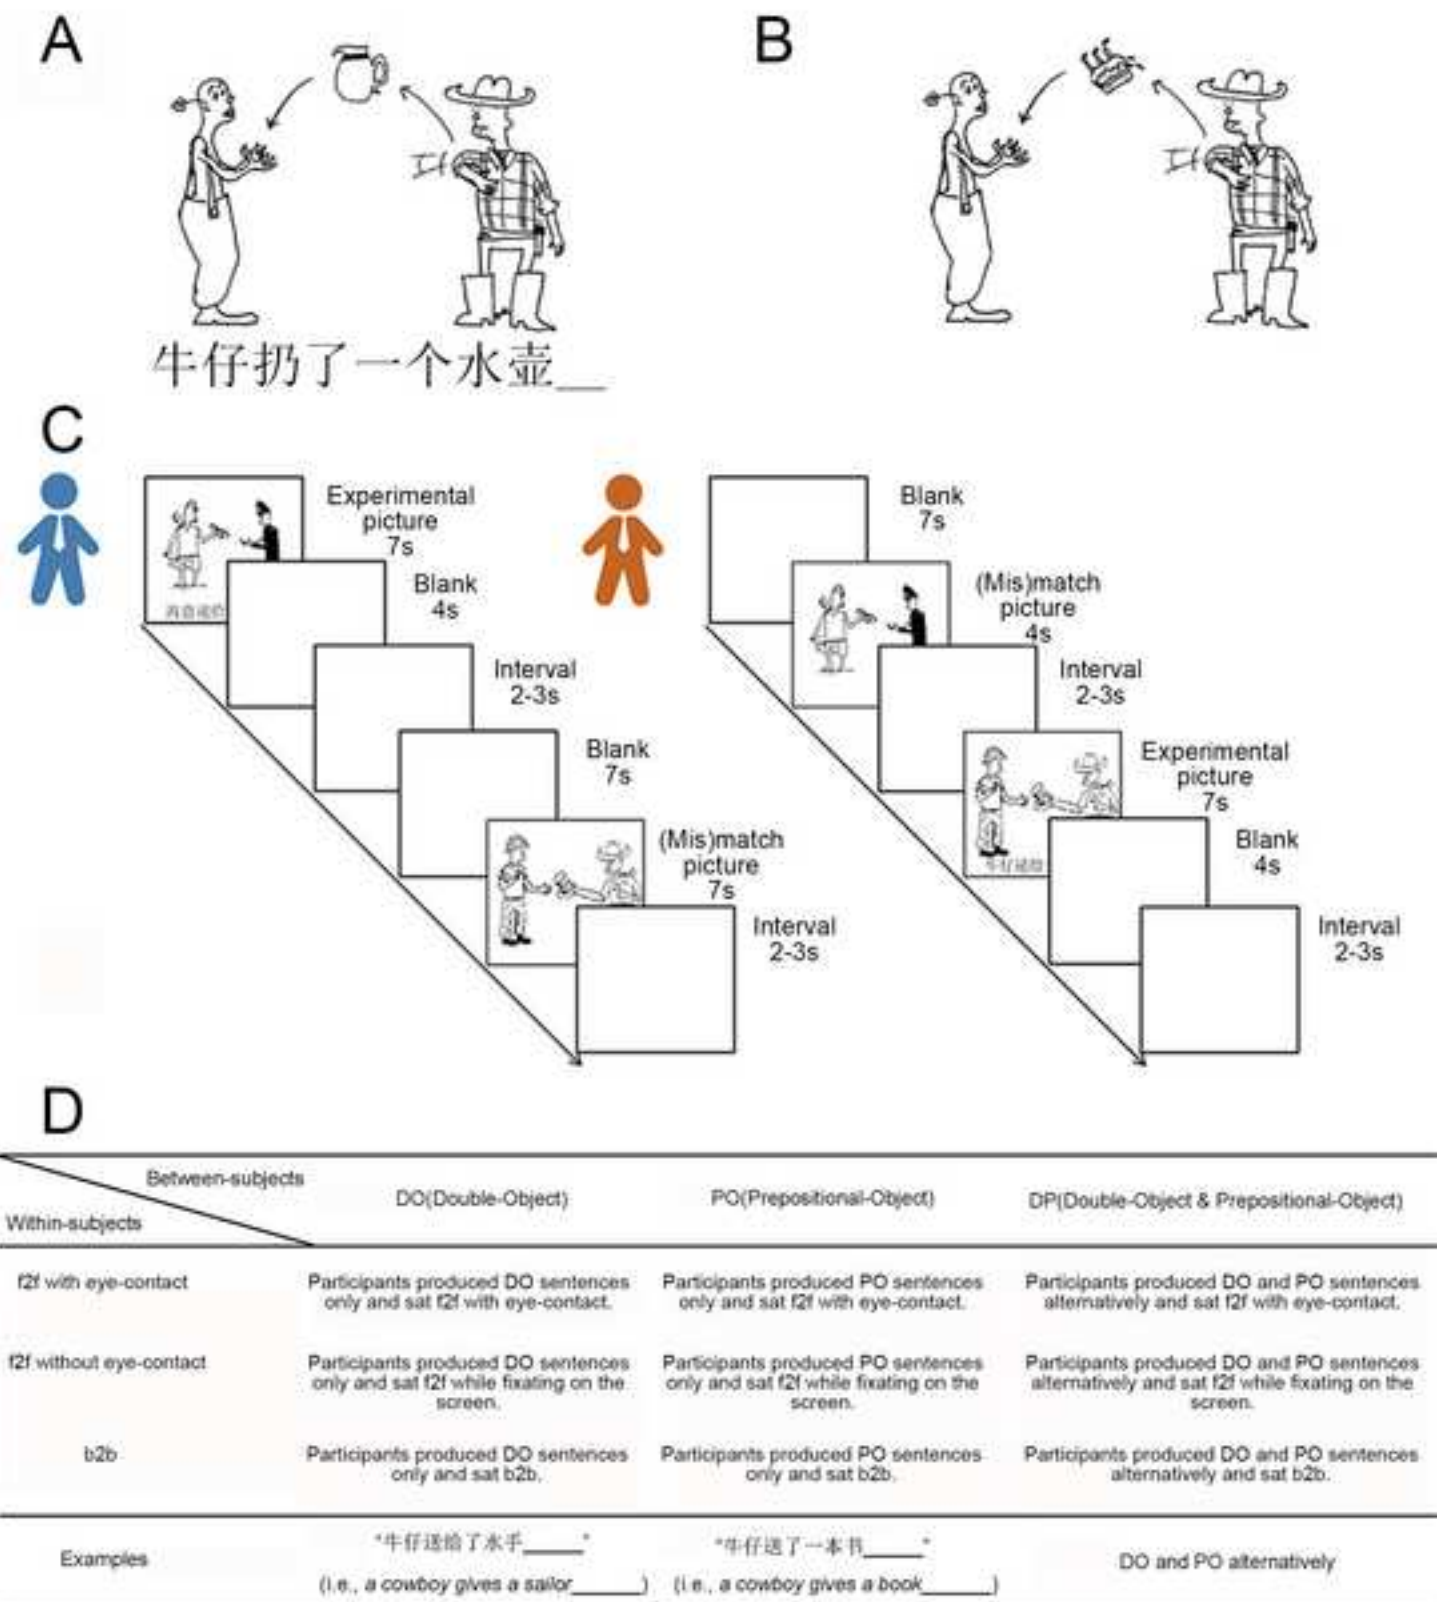 A
B
牛仔扔了一个水壶__
C
Experimental
picture
7s
Blank
4s
Interval
2-3s
Blank
7s
(Mis)match
picture
7s
Interval
2-3s
Blank
7s
(Mis)match
picture
4s
Interval
2-3s
Experimental
picture
7s
牛仔送给
Blank
4s
Interval
2-3s
D
Between-subjects
Within-subjects
DO(Double-Object)
PO(Prepositional-Object)
DP(Double-Object & Prepositional-Object)
f2f with eye-contact
Participants produced DO sentences
only and sat f2f with eye-contact.
Participants produced PO sentences
only and sat f2f with eye-contact.
Participants produced DO and PO sentences
alternatively and sat f2f with eye-contact.
f2f without eye-contact
Participants produced DO sentences
only and sat f2f while fixating on the
screen.
Participants produced PO sentences
only and sat f2f while fixating on the
screen.
Participants produced DO and PO sentences
alternatively and sat f2f while fixating on the
screen.
b2b
Participants produced DO sentences
only and sat b2b.
Participants produced PO sentences
only and sat b2b.
Participants produced DO and PO sentences
alternatively and sat b2b.
Examples
"牛仔送给了水手_____"
(i.e., a cowboy gives a sailor______)
"牛仔送了一本书_____"
(i.e., a cowboy gives a book______)
DO and PO alternatively